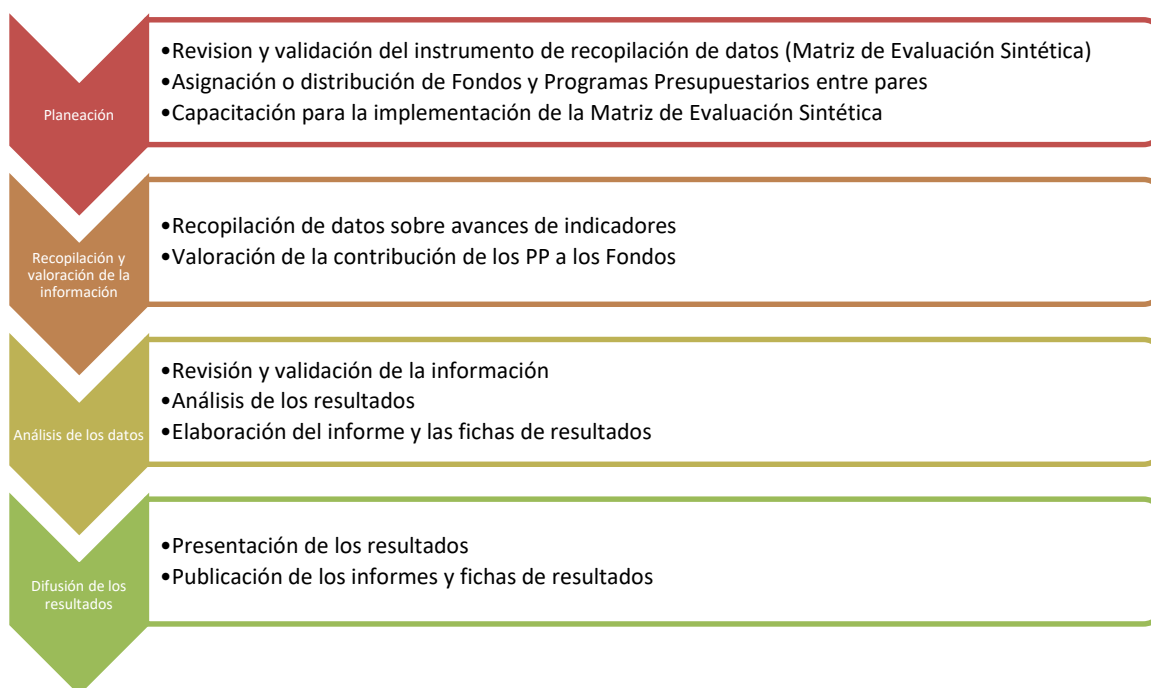 Planeación
•Revision y validación del instrumento de recopilación de datos (Matriz de Evaluación Sintética)
•Asignación o distribución de Fondos y Programas Presupuestarios entre pares
•Capacitación para la implementación de la Matriz de Evaluación Sintética
Recopilación y
valoración de la
información
•Recopilación de datos sobre avances de indicadores
•Valoración de la contribución de los PP a los Fondos
Análisis de los datos
•Revisión y validación de la información
•Análisis de los resultados
•Elaboración del informe y las fichas de resultados
Difusión de los
resultados
•Presentación de los resultados
•Publicación de los informes y fichas de resultados